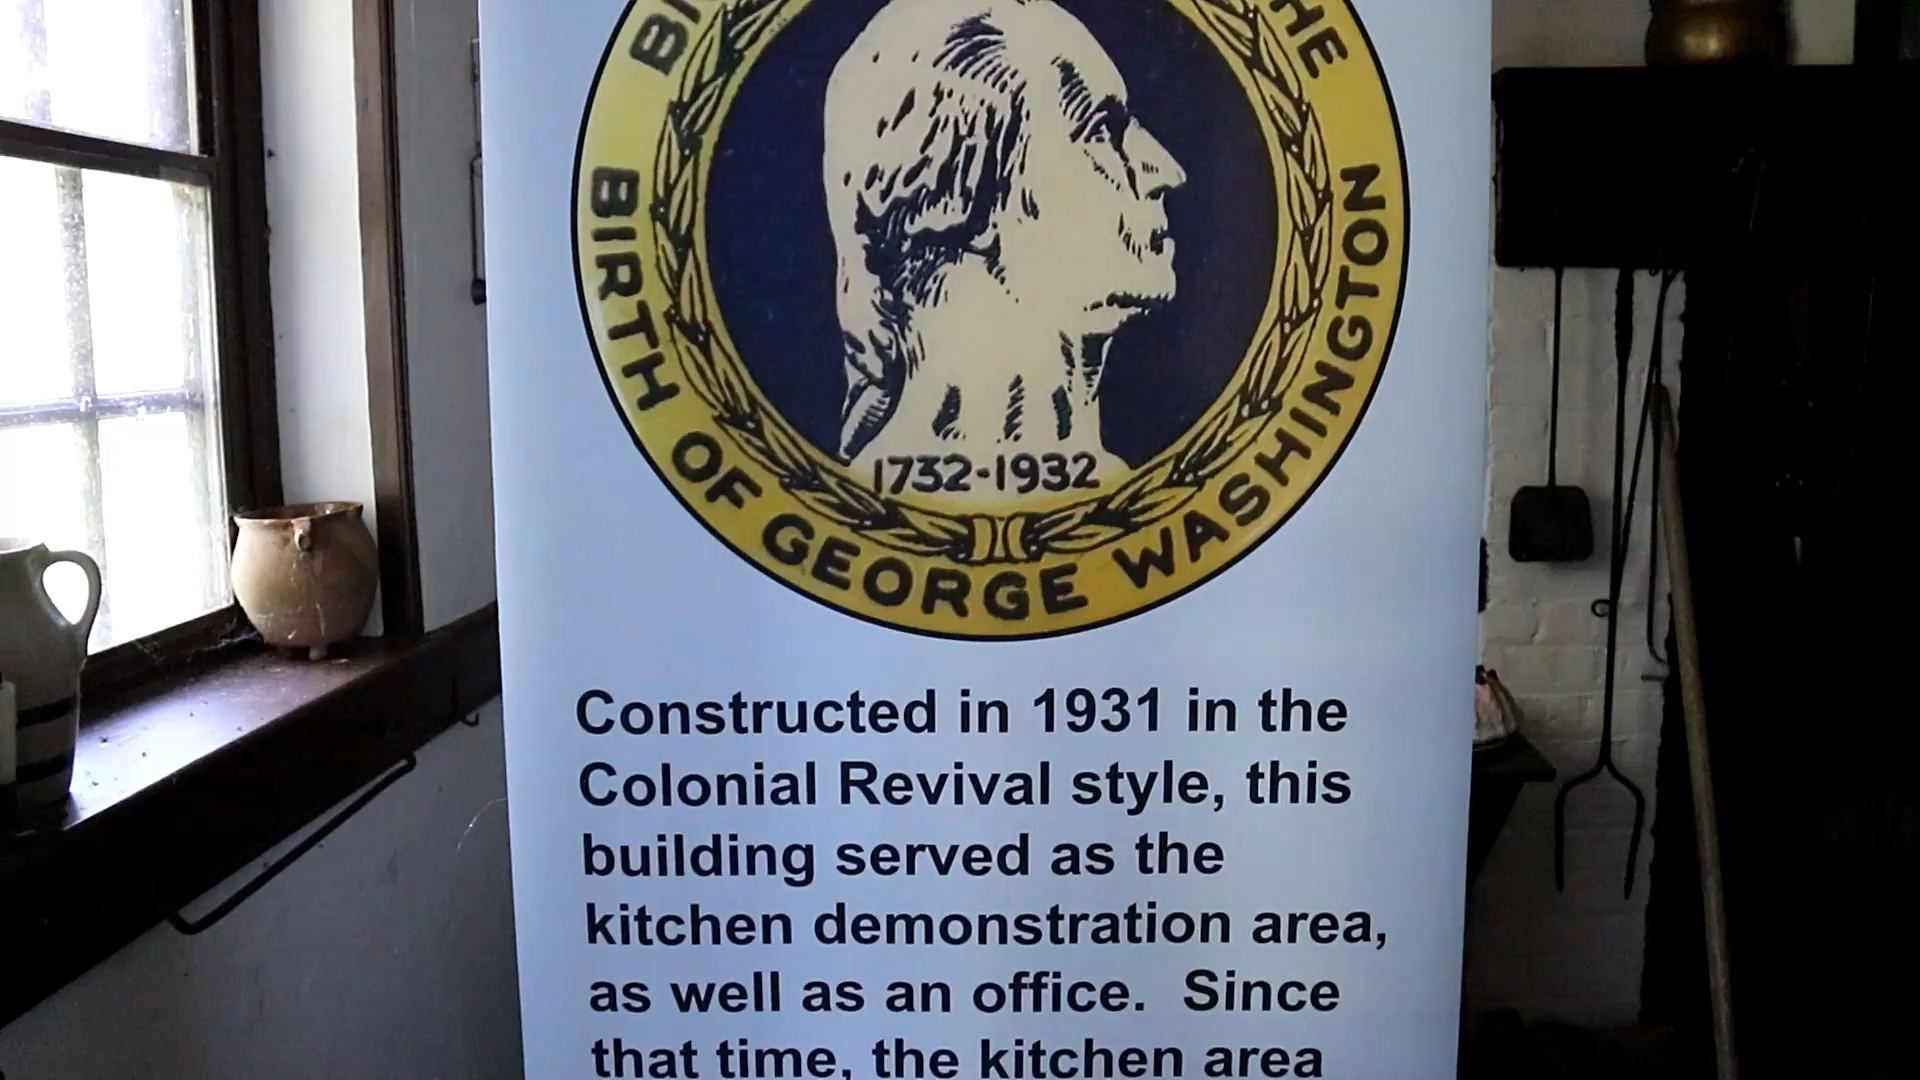 THE
BIRTH OF GEORGE WASHINGTON
1732-1932
Constructed in 1931 in the
Colonial Revival style, this
building served as the
kitchen demonstration area,
as well as an office. Since
that time, the kitchen area